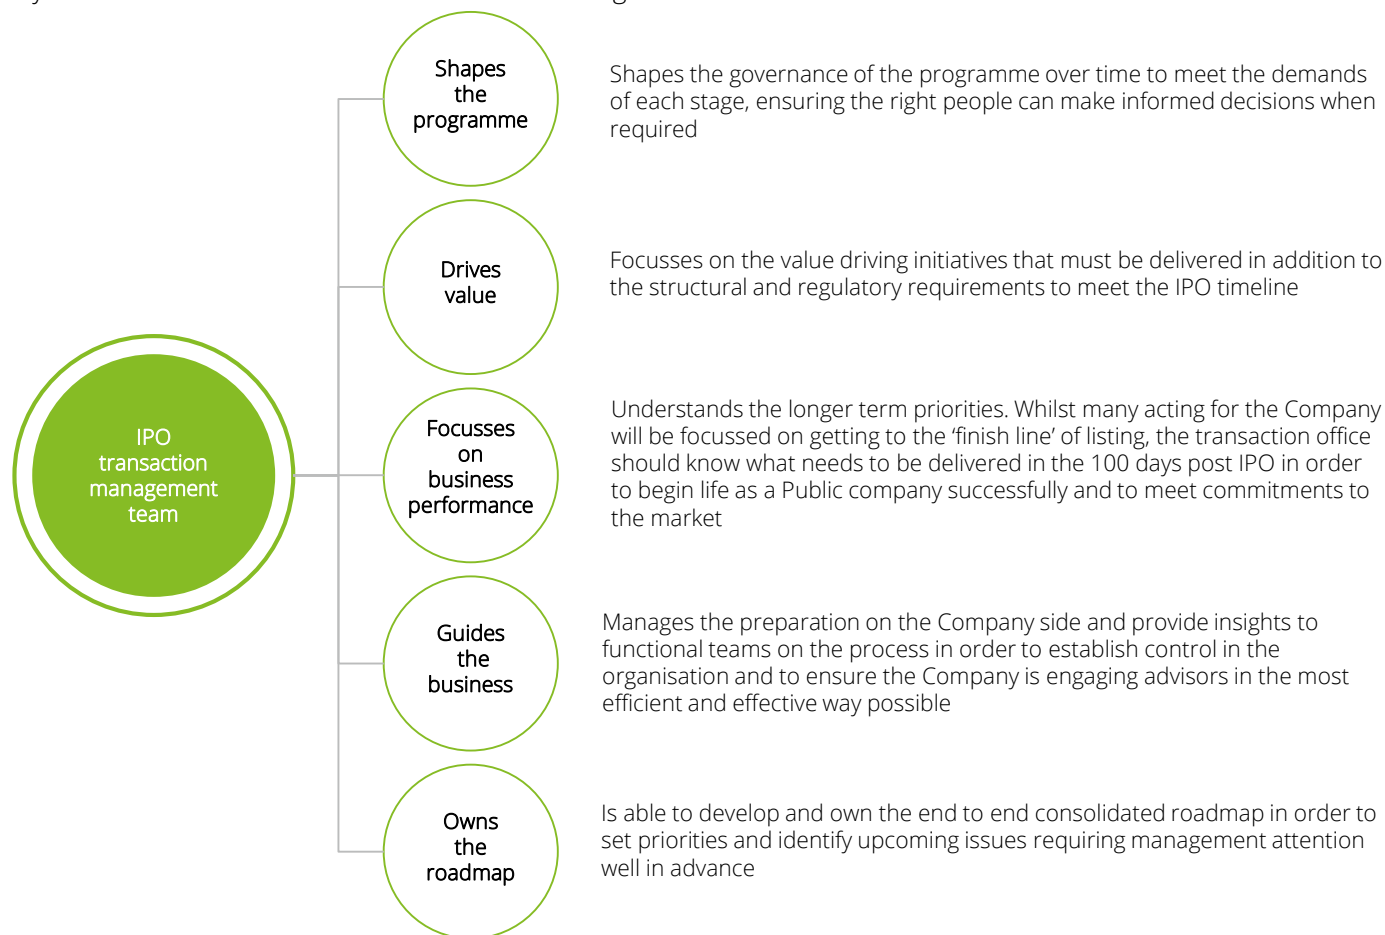 Shapes
the
programme
Shapes the governance of the programme over time to meet the demands
of each stage, ensuring the right people can make informed decisions when
required
Drives
value
Focusses on the value driving initiatives that must be delivered in addition to
the structural and regulatory requirements to meet the IPO timeline
IPO
transaction
management
team
Focusses
on
business
performance
Understands the longer term priorities. Whilst many acting for the Company
will be focussed on getting to the ‘finish line’ of listing, the transaction office
should know what needs to be delivered in the 100 days post IPO in order
to begin life as a Public company successfully and to meet commitments to
the market
Guides
the
business
Manages the preparation on the Company side and provide insights to
functional teams on the process in order to establish control in the
organisation and to ensure the Company is engaging advisors in the most
efficient and effective way possible
Owns
the
roadmap
Is able to develop and own the end to end consolidated roadmap in order to
set priorities and identify upcoming issues requiring management attention
well in advance